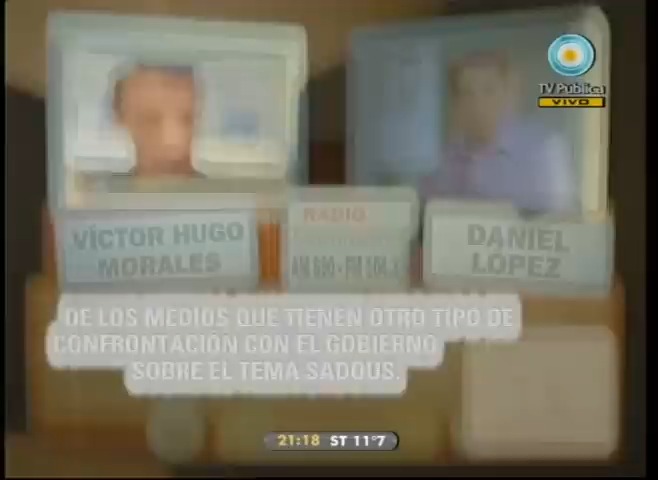 TV Pública
VIVO
VÍCTOR HUGO
MORALES
RADIO
DANIEL
LÓPEZ
DE LOS MEDIOS QUE TIENEN OTRO TIPO DE
CONFRONTACIÓN CON EL GOBIERNO
SOBRE EL TEMA SADOUS.
21:18 ST 11°7